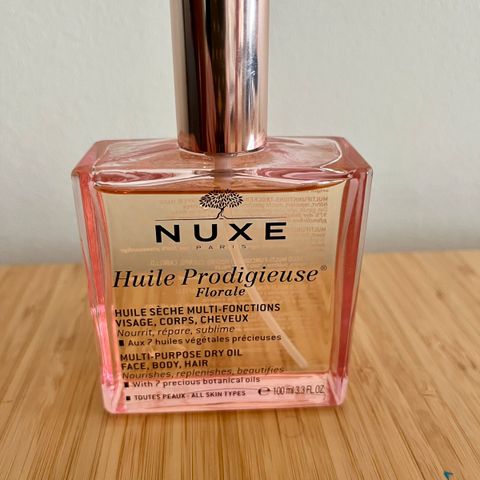 NUXE
PARIS
Huile Prodigieuse®
Florale
HUILE SÈCHE MULTI-FONCTIONS
VISAGE, CORPS, CHEVEUX
Nourrit, répare, sublime
■ Aux 7 huiles végétales précieuses
MULTI-PURPOSE DRY OIL
FACE, BODY, HAIR
Nourishes, replenishes, beautifies
■ With 7 precious botanical oils
■ TOUTES PEAUX - ALL SKIN TYPES
℮ 100 ml 3.3 FL.OZ